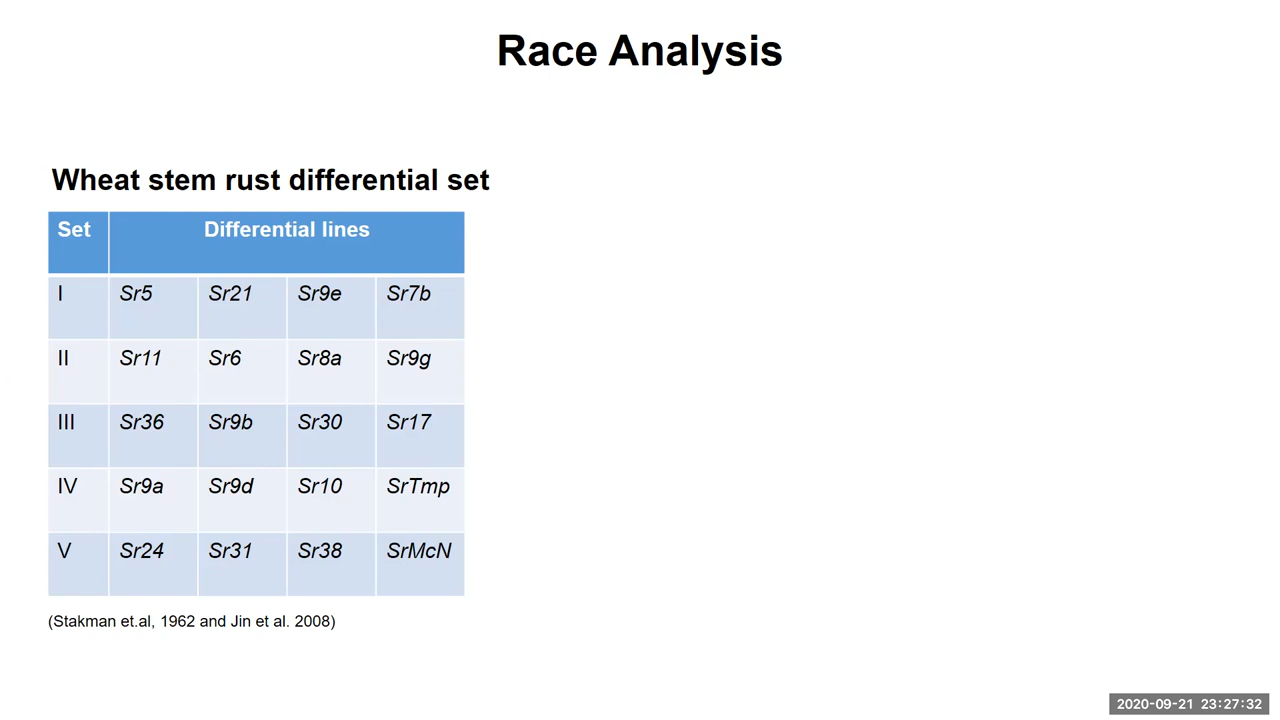 Race Analysis
Wheat stem rust differential set
Set Differential lines
I Sr5 Sr21 Sr9e Sr7b
II Sr11 Sr6 Sr8a Sr9g
III Sr36 Sr9b Sr30 Sr17
IV Sr9a Sr9d Sr10 SrTmp
V Sr24 Sr31 Sr38 SrMcN
(Stakman et.al, 1962 and Jin et al. 2008)
2020-09-21 23:27:32